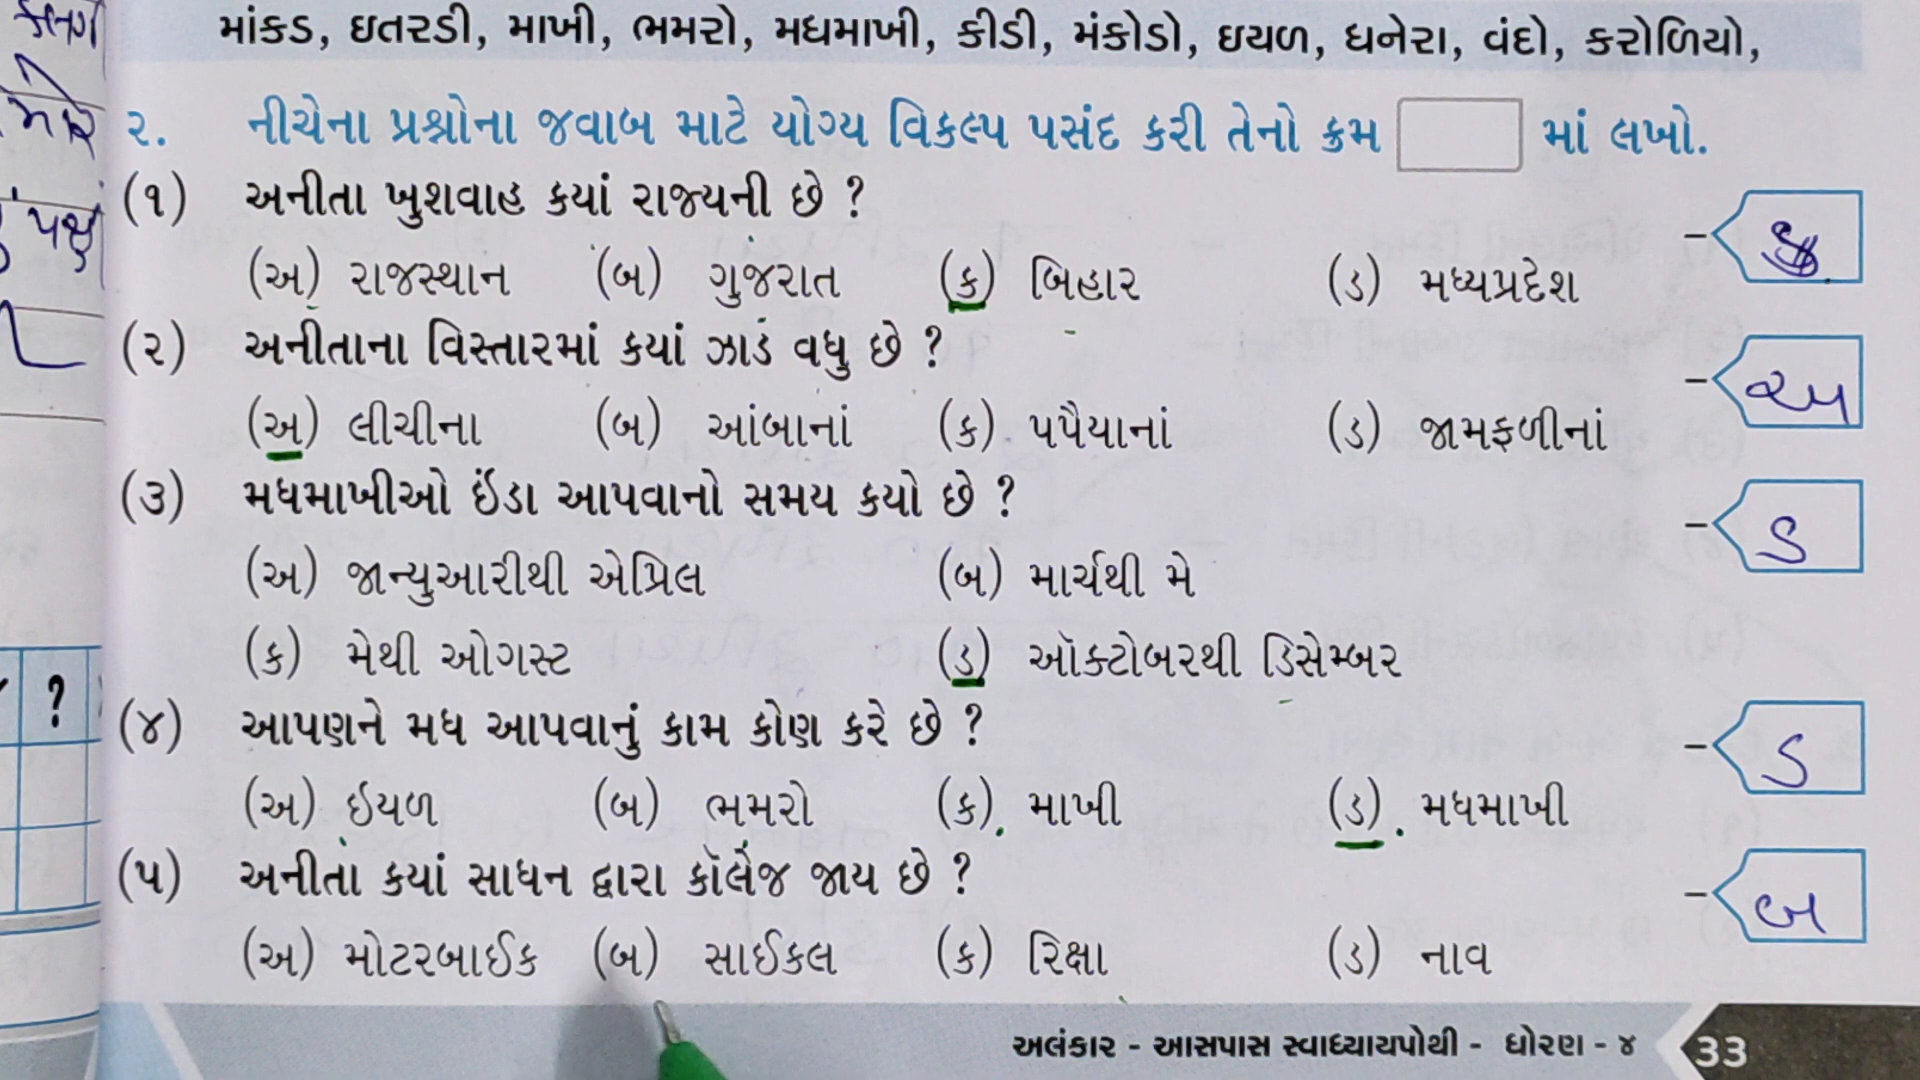 માંકડ, ઇતરડી, માખી, ભમરો, મધમાખી, કીડી, મંકોડો, ઇયળ, ધનેરા, વંદો, કરોળિયો,
૨. નીચેના પ્રશ્નોના જવાબ માટે યોગ્ય વિકલ્પ પસંદ કરી તેનો ક્રમ માં લખો.
(૧) અનીતા ખુશવાહ કયાં રાજ્યની છે ?
(અ) રાજસ્થાન (બ) ગુજરાત (ક) બિહાર (ડ) મધ્યપ્રદેશ - ક
(૨) અનીતાના વિસ્તારમાં કયાં ઝાડ વધુ છે ?
(અ) લીચીના (બ) આંબાનાં (ક) પપૈયાનાં (ડ) જામફળીનાં - અ
(૩) મધમાખીઓ ઈંડા આપવાનો સમય કયો છે ? - ડ
(અ) જાન્યુઆરીથી એપ્રિલ (બ) માર્ચથી મે
(ક) મેથી ઓગસ્ટ (ડ) ઑક્ટોબરથી ડિસેમ્બર
(૪) આપણને મધ આપવાનું કામ કોણ કરે છે ? - ડ
(અ) ઇયળ (બ) ભમરો (ક) માખી (ડ) મધમાખી
(૫) અનીતા કયાં સાધન દ્વારા કૉલેજ જાય છે ? - બ
(અ) મોટરબાઈક (બ) સાઈકલ (ક) રિક્ષા (ડ) નાવ
અલંકાર - આસપાસ સ્વાધ્યાયપોથી - ધોરણ - ૪ 33
?